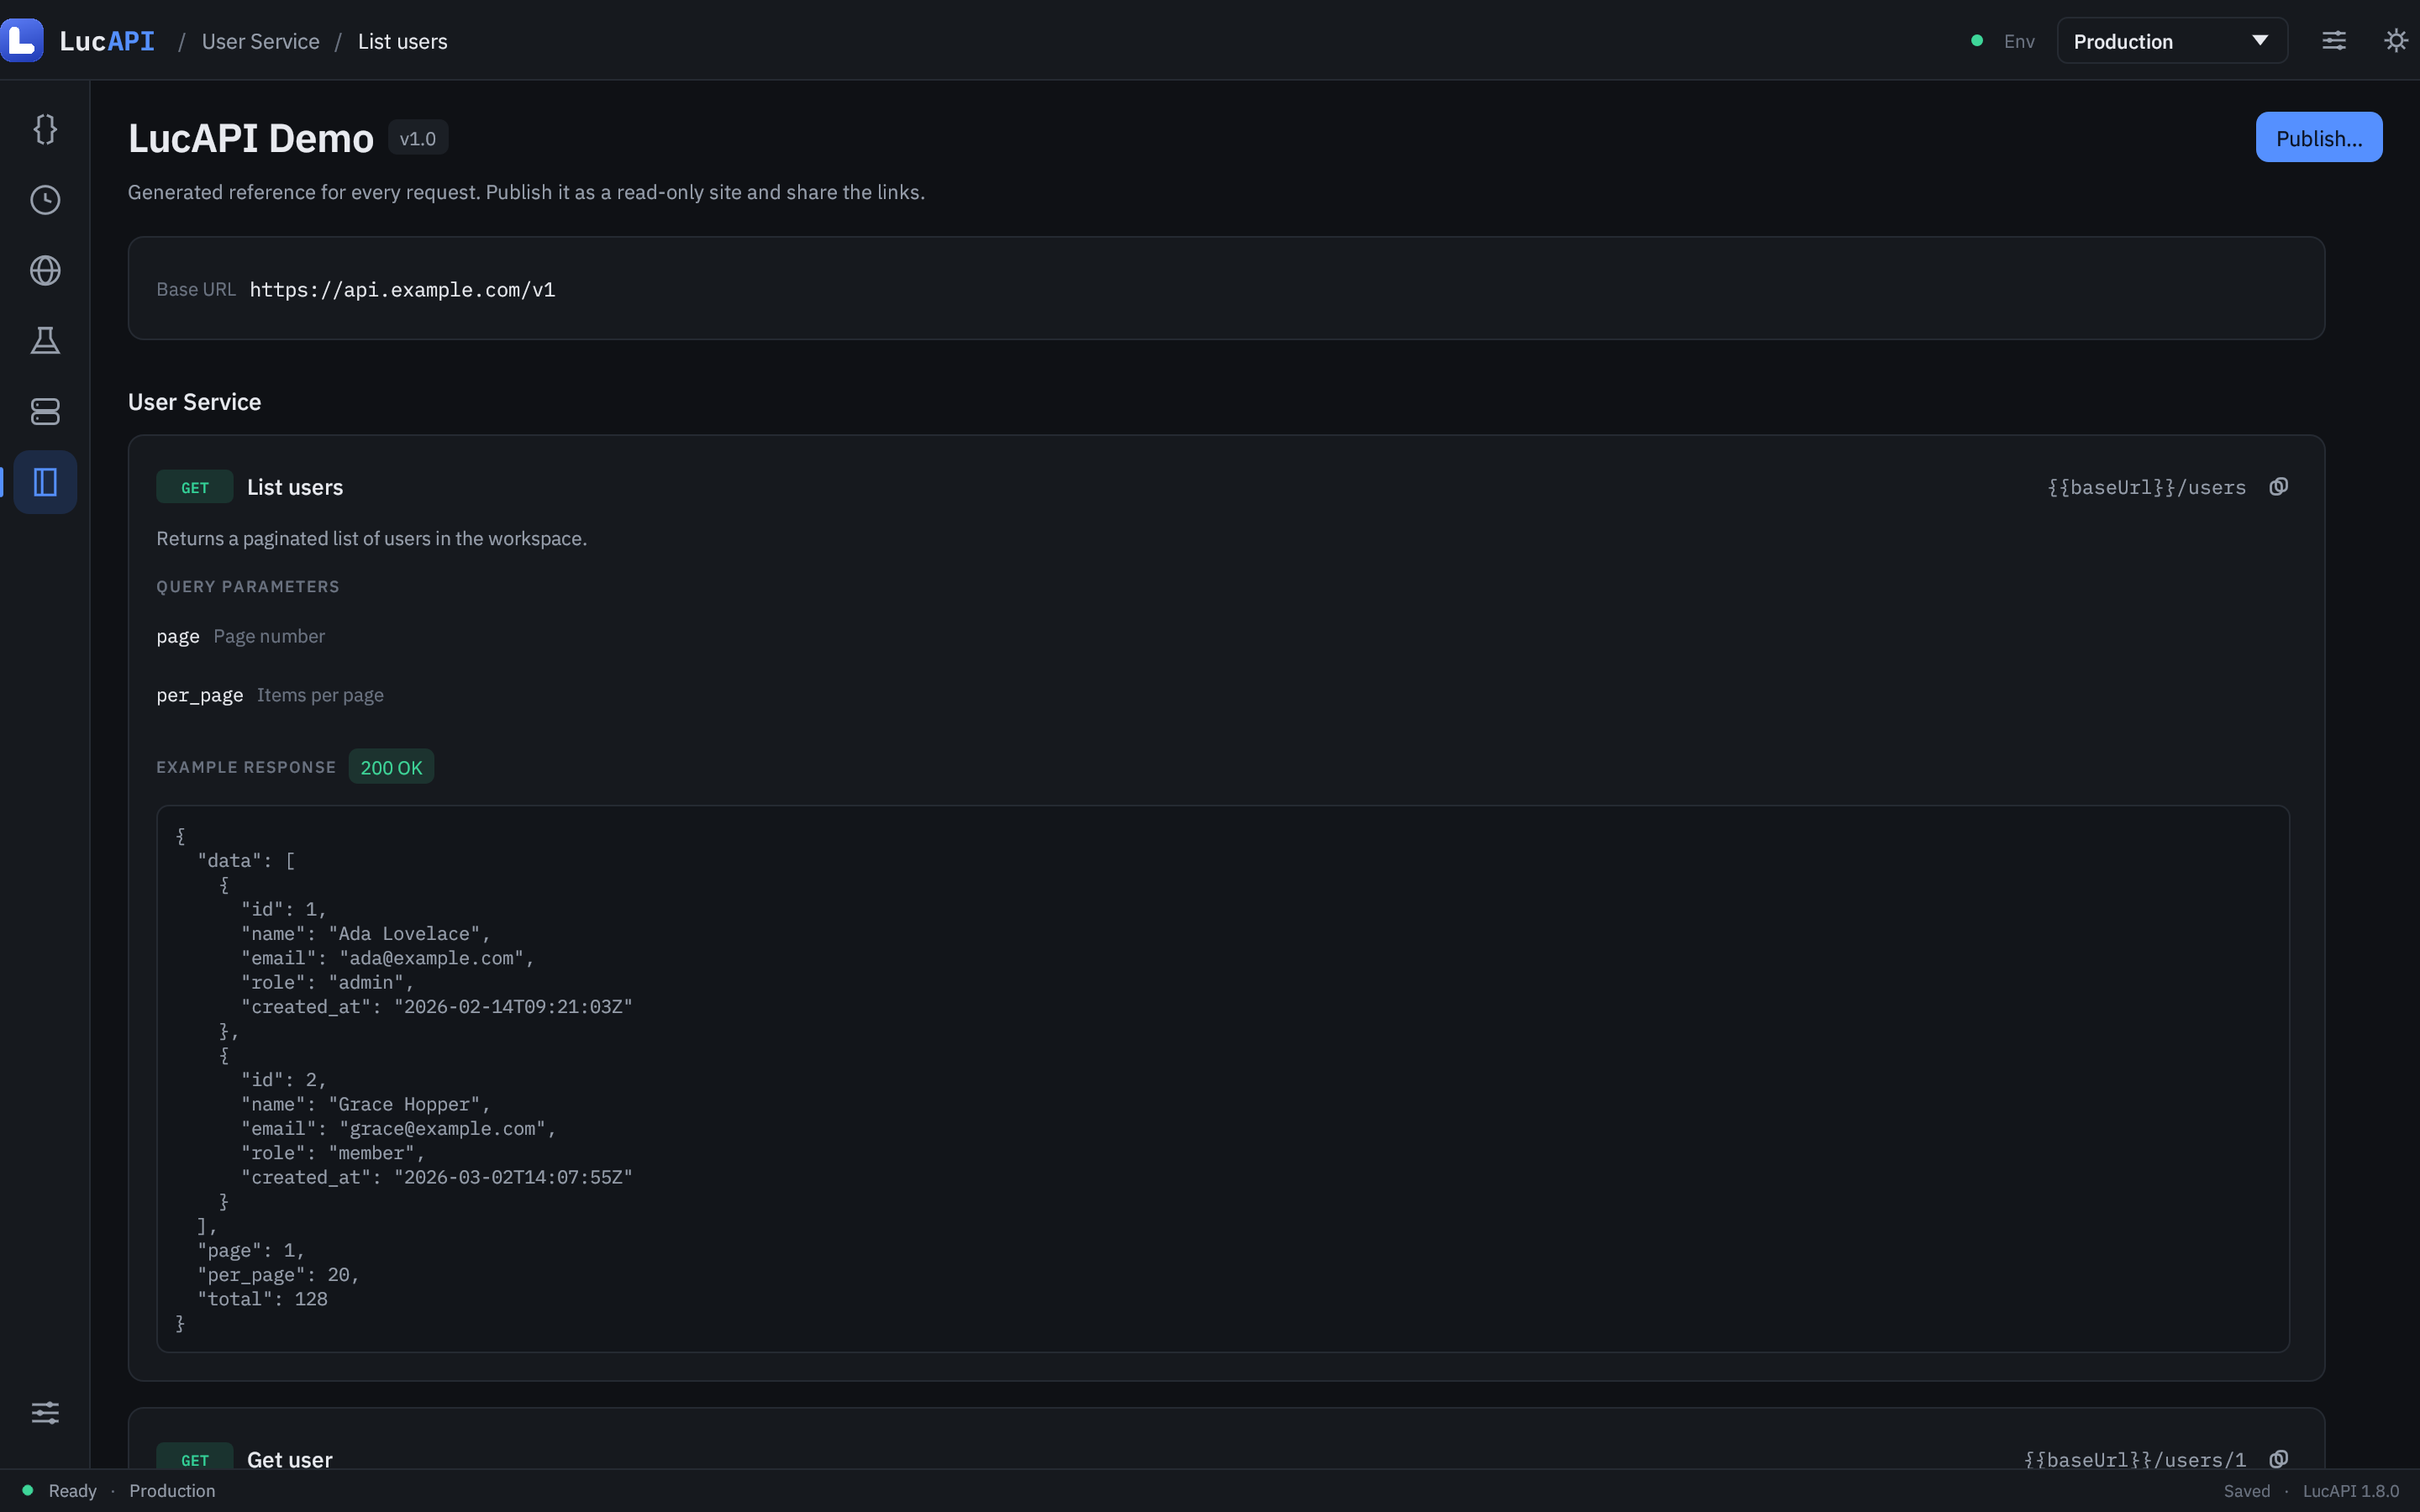 LucAPI / User Service / List users
Env Production
LucAPI Demo v1.0
Publish...
Generated reference for every request. Publish it as a read-only site and share the links.
Base URL https://api.example.com/v1
User Service
GET List users {{baseUrl}}/users
Returns a paginated list of users in the workspace.
QUERY PARAMETERS
page Page number
per_page Items per page
EXAMPLE RESPONSE 200 OK
{
  "data": [
    {
      "id": 1,
      "name": "Ada Lovelace",
      "email": "ada@example.com",
      "role": "admin",
      "created_at": "2026-02-14T09:21:03Z"
    },
    {
      "id": 2,
      "name": "Grace Hopper",
      "email": "grace@example.com",
      "role": "member",
      "created_at": "2026-03-02T14:07:55Z"
    }
  ],
  "page": 1,
  "per_page": 20,
  "total": 128
}
GET Get user {{baseUrl}}/users/1
Ready · Production
Saved · LucAPI 1.8.0